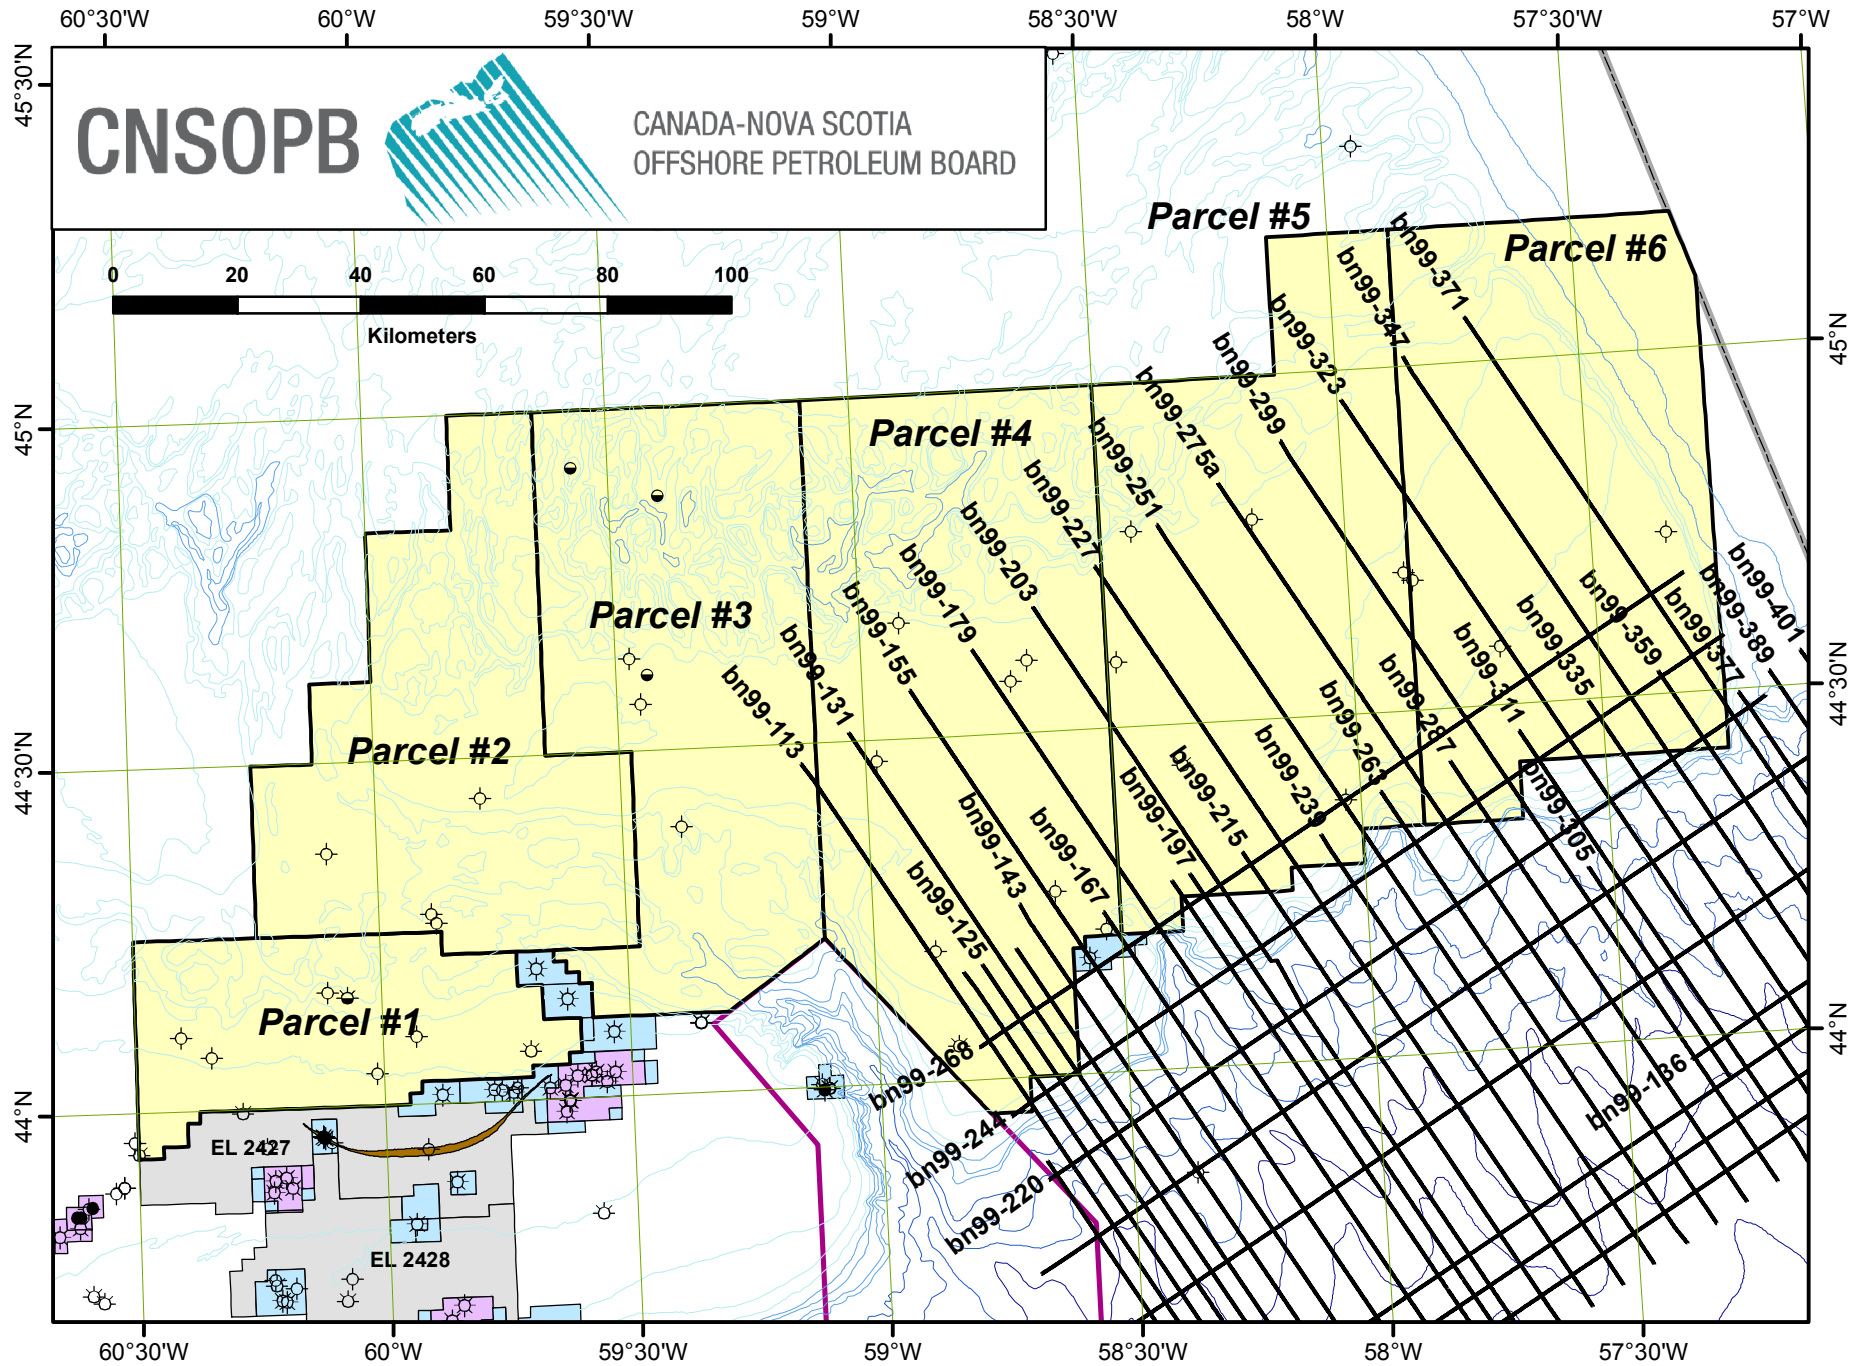 60°30'W 60°W 59°30'W 59°W 58°30'W 58°W 57°30'W 57°W
45°30'N
CNSOPB
CANADA-NOVA SCOTIA
OFFSHORE PETROLEUM BOARD
Parcel #5
Parcel #6
bn99-371
bn99-347
bn99-323
bn99-299
bn99-275a
bn99-251
bn99-227
bn99-203
bn99-179
bn99-155
bn99-131
bn99-113
0 20 40 60 80 100
Kilometers
45°N
45°N
Parcel #4
Parcel #3
Parcel #2
bn99-401
bn99-389
bn99-377
bn99-359
bn99-335
bn99-311
bn99-287
bn99-263
bn99-239
bn99-215
bn99-197
bn99-167
bn99-143
bn99-125
bn99-305
44°30'N
44°30'N
Parcel #1
44°N
44°N
bn99-268
bn99-244
bn99-220
bn99-136
EL 2427
EL 2428
60°30'W 60°W 59°30'W 59°W 58°30'W 58°W 57°30'W